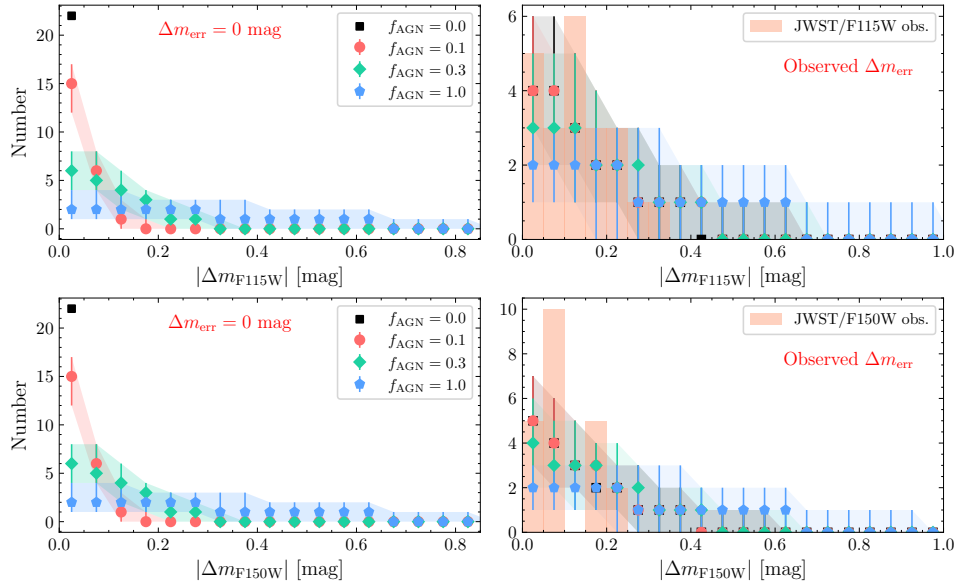 Δm_err = 0 mag
f_AGN = 0.0
f_AGN = 0.1
f_AGN = 0.3
f_AGN = 1.0
Number
20
15
10
5
0
0.0 0.2 0.4 0.6 0.8
|Δm_F115W| [mag]
JWST/F115W obs.
Observed Δm_err
6
4
2
0
0.0 0.2 0.4 0.6 0.8 1.0
|Δm_F115W| [mag]
Δm_err = 0 mag
f_AGN = 0.0
f_AGN = 0.1
f_AGN = 0.3
f_AGN = 1.0
Number
20
15
10
5
0
0.0 0.2 0.4 0.6 0.8
|Δm_F150W| [mag]
JWST/F150W obs.
Observed Δm_err
10
8
6
4
2
0
0.0 0.2 0.4 0.6 0.8 1.0
|Δm_F150W| [mag]